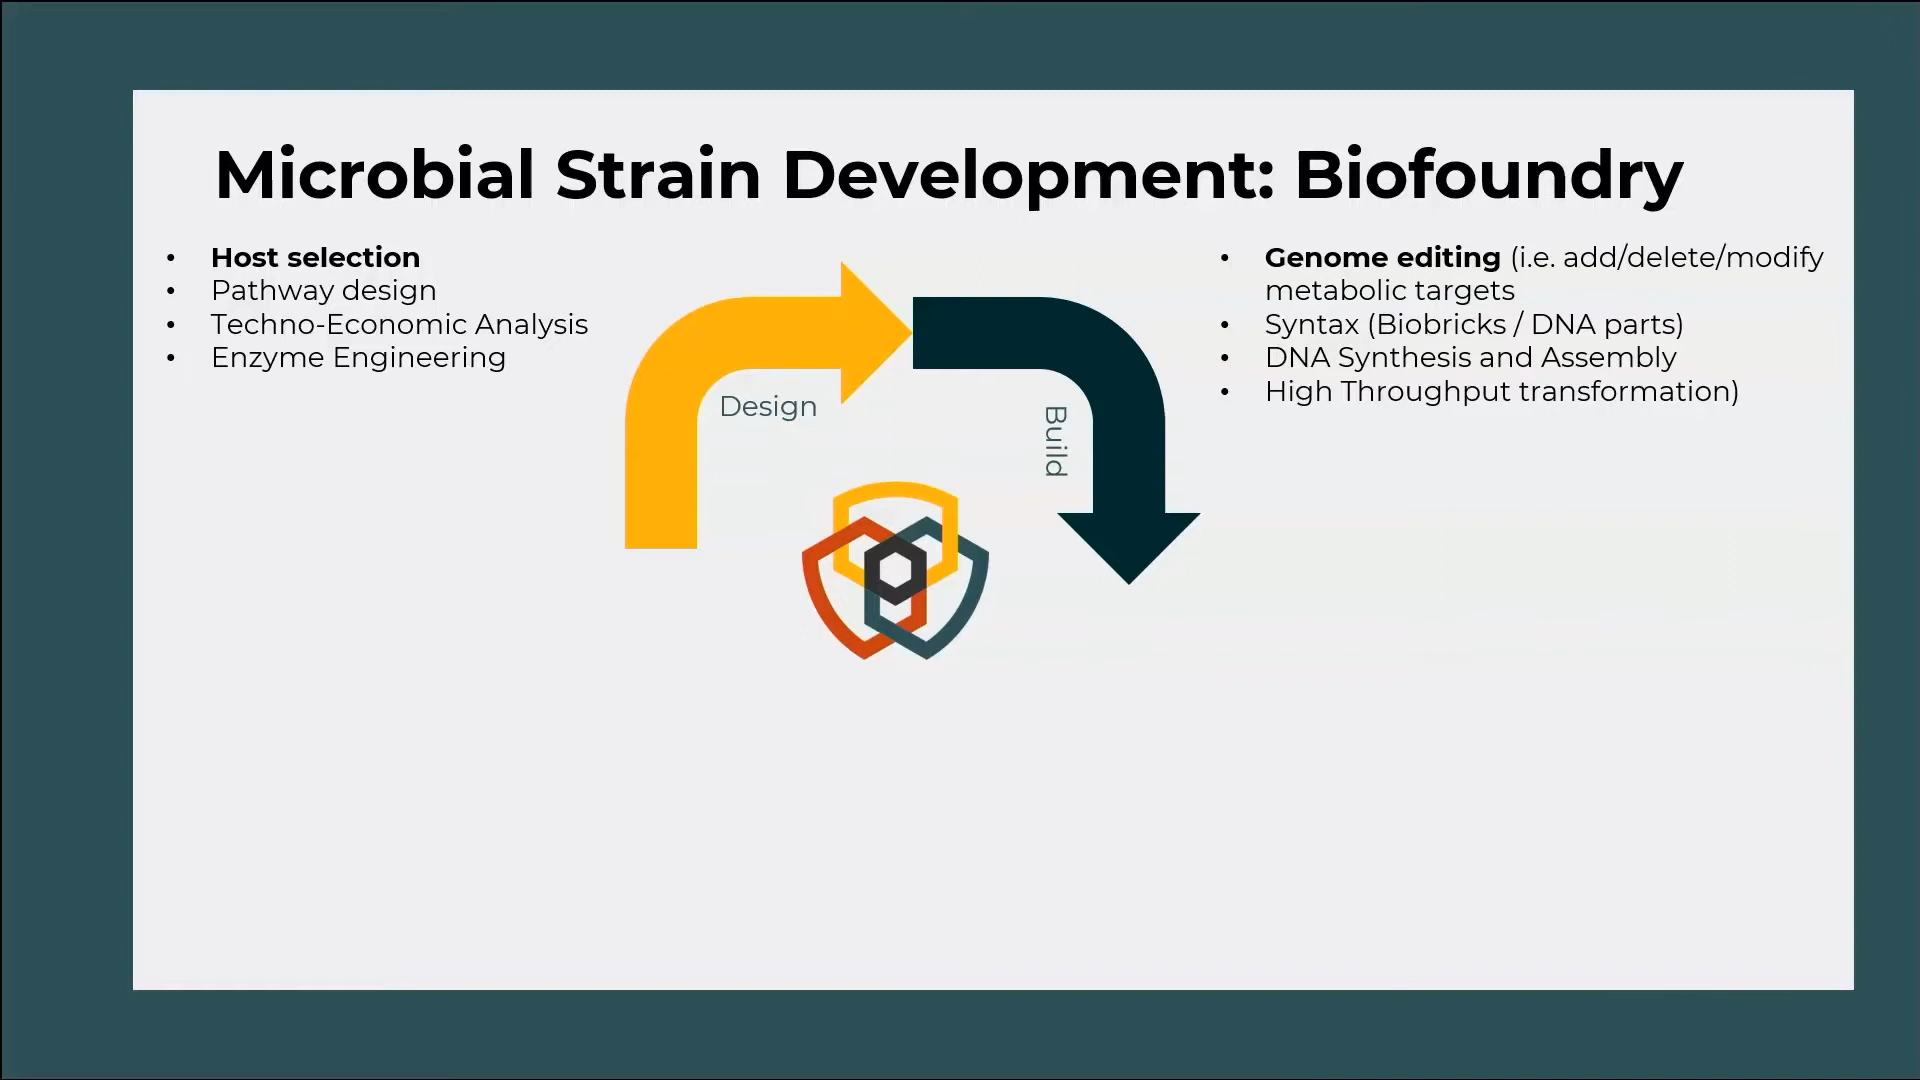 Microbial Strain Development: Biofoundry
• Host selection
• Pathway design
• Techno-Economic Analysis
• Enzyme Engineering
Design
Build
• Genome editing (i.e. add/delete/modify
metabolic targets
• Syntax (Biobricks / DNA parts)
• DNA Synthesis and Assembly
• High Throughput transformation)